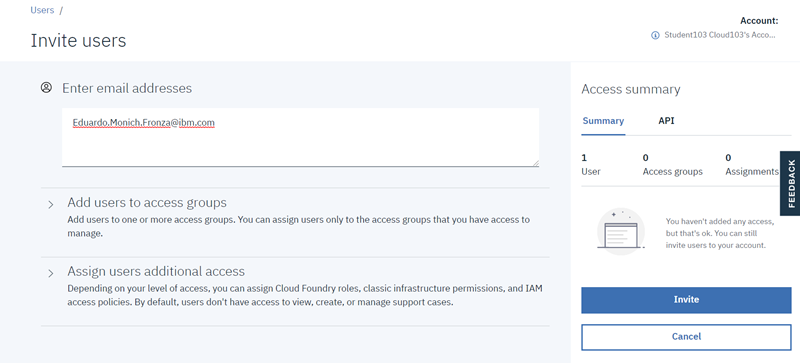 Users /
Invite users
Account:
Student103 Cloud103's Acco...
Enter email addresses
Eduardo.Monich.Fronza@ibm.com
Add users to access groups
Add users to one or more access groups. You can assign users only to the access groups that you have access to
manage.
Assign users additional access
Depending on your level of access, you can assign Cloud Foundry roles, classic infrastructure permissions, and IAM
access policies. By default, users don't have access to view, create, or manage support cases.
Access summary
Summary API
1 0 0
User Access groups Assignments
You haven't added any access,
but that's ok. You can still
invite users to your account.
Invite
Cancel
FEEDBACK